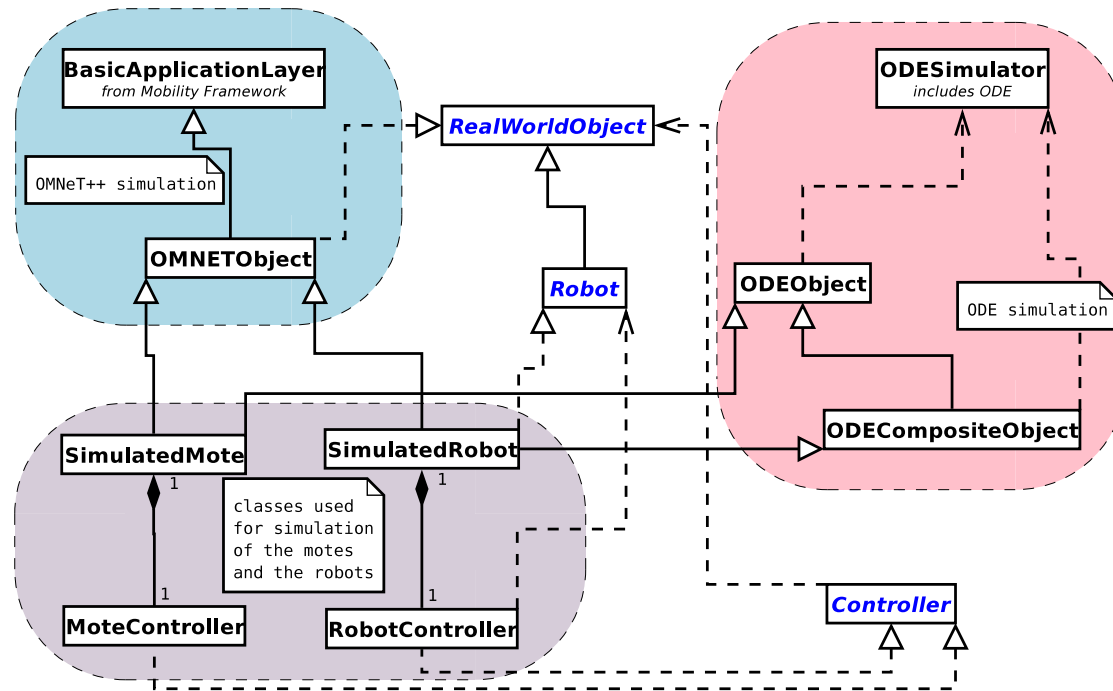 BasicApplicationLayer
from Mobility Framework
OMNeT++ simulation
OMNETObject
RealWorldObject
Robot
ODESimulator
includes ODE
ODEObject
ODE simulation
ODECompositeObject
SimulatedMote
1
SimulatedRobot
1
classes used
for simulation
of the motes
and the robots
1
MoteController
1
RobotController
Controller